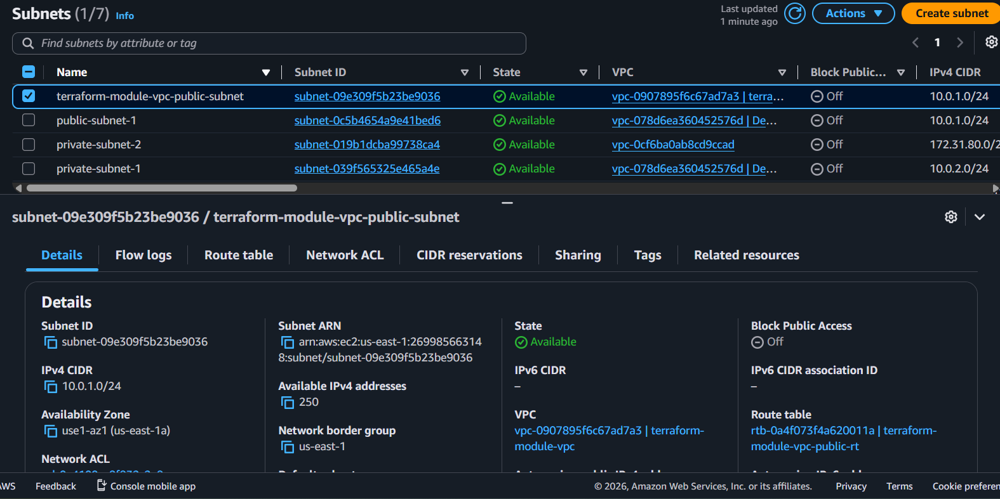 Subnets (1/7) Info
Last updated
1 minute ago
Actions
Create subnet
Find subnets by attribute or tag
1
Name Subnet ID State VPC Block Public... IPv4 CIDR
terraform-module-vpc-public-subnet subnet-09e309f5b23be9036 Available vpc-0907895f6c67ad7a3 | terra... Off 10.0.1.0/24
public-subnet-1 subnet-0c5b4654a9e41bed6 Available vpc-078d6ea360452576d | De... Off 10.0.1.0/24
private-subnet-2 subnet-019b1dcba99738ca4 Available vpc-0cf6ba0ab8cd9ccad Off 172.31.80.0/2
private-subnet-1 subnet-039f565325e465a4e Available vpc-078d6ea360452576d | De... Off 10.0.2.0/24
subnet-09e309f5b23be9036 / terraform-module-vpc-public-subnet
Details Flow logs Route table Network ACL CIDR reservations Sharing Tags Related resources
Details
Subnet ID
subnet-09e309f5b23be9036
IPv4 CIDR
10.0.1.0/24
Availability Zone
use1-az1 (us-east-1a)
Network ACL
Subnet ARN
arn:aws:ec2:us-east-1:26998566314
8:subnet/subnet-09e309f5b23be9036
Available IPv4 addresses
250
Network border group
us-east-1
State
Available
IPv6 CIDR
–
VPC
vpc-0907895f6c67ad7a3 | terraform-
module-vpc
Block Public Access
Off
IPv6 CIDR association ID
–
Route table
rtb-0a4f073f4a620011a | terraform-
module-vpc-public-rt
AWS Feedback Console mobile app © 2026, Amazon Web Services, Inc. or its affiliates. Privacy Terms Cookie preferen